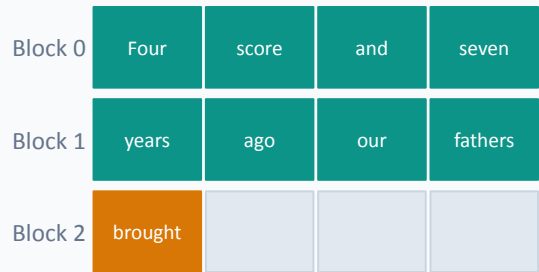 Block 0 Four score and seven
Block 1 years ago our fathers
Block 2 brought